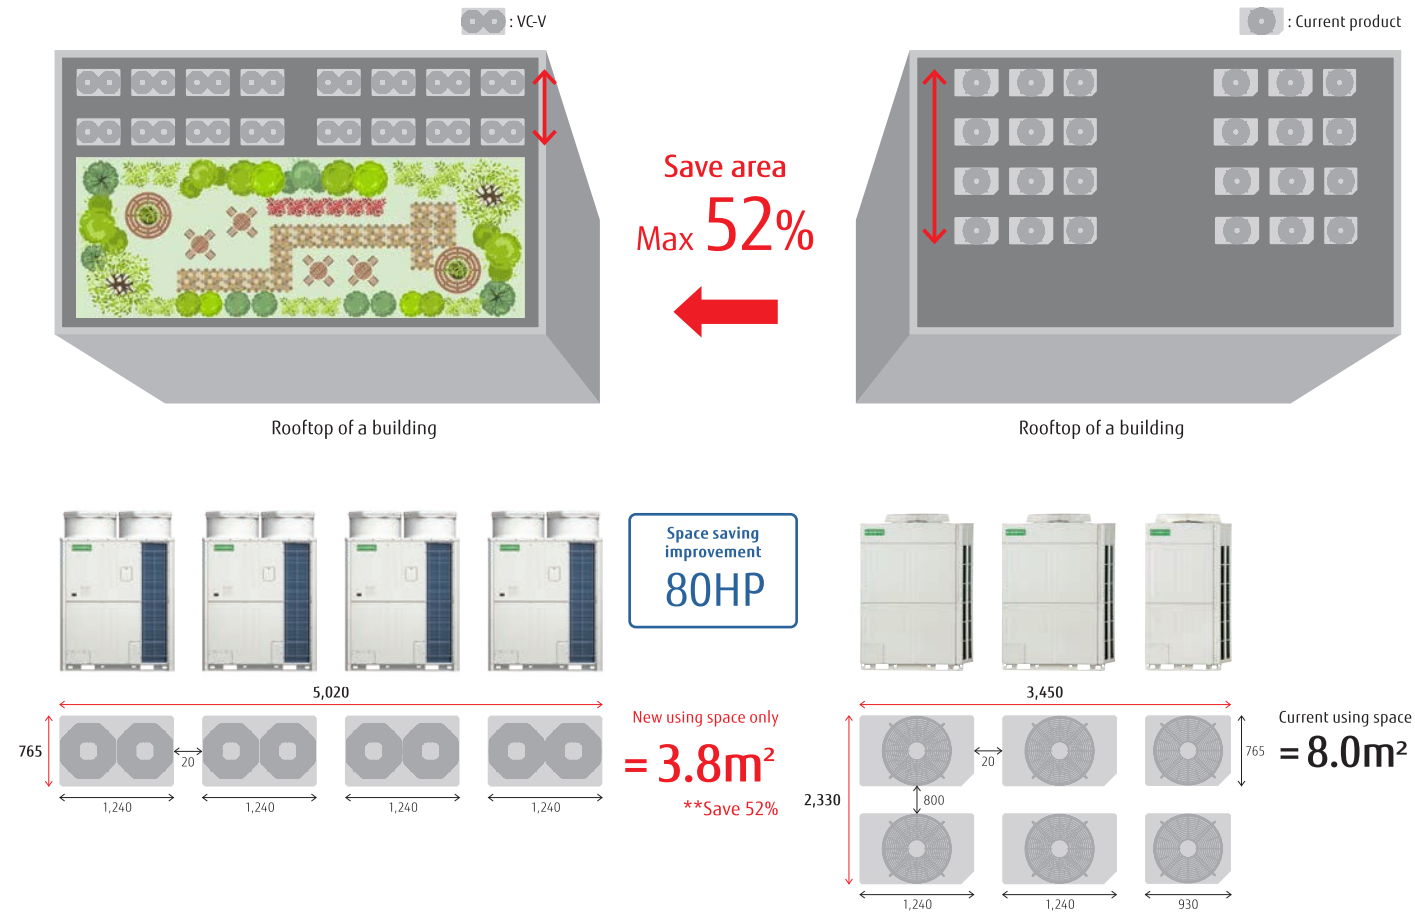 : VC-V
: Current product
Save area
Max 52%
Rooftop of a building
Rooftop of a building
Space saving
improvement
80HP
5,020
3,450
765
20
1,240
1,240
1,240
1,240
New using space only
= 3.8m²
**Save 52%
Current using space
= 8.0m²
20
765
2,330
800
1,240
1,240
930